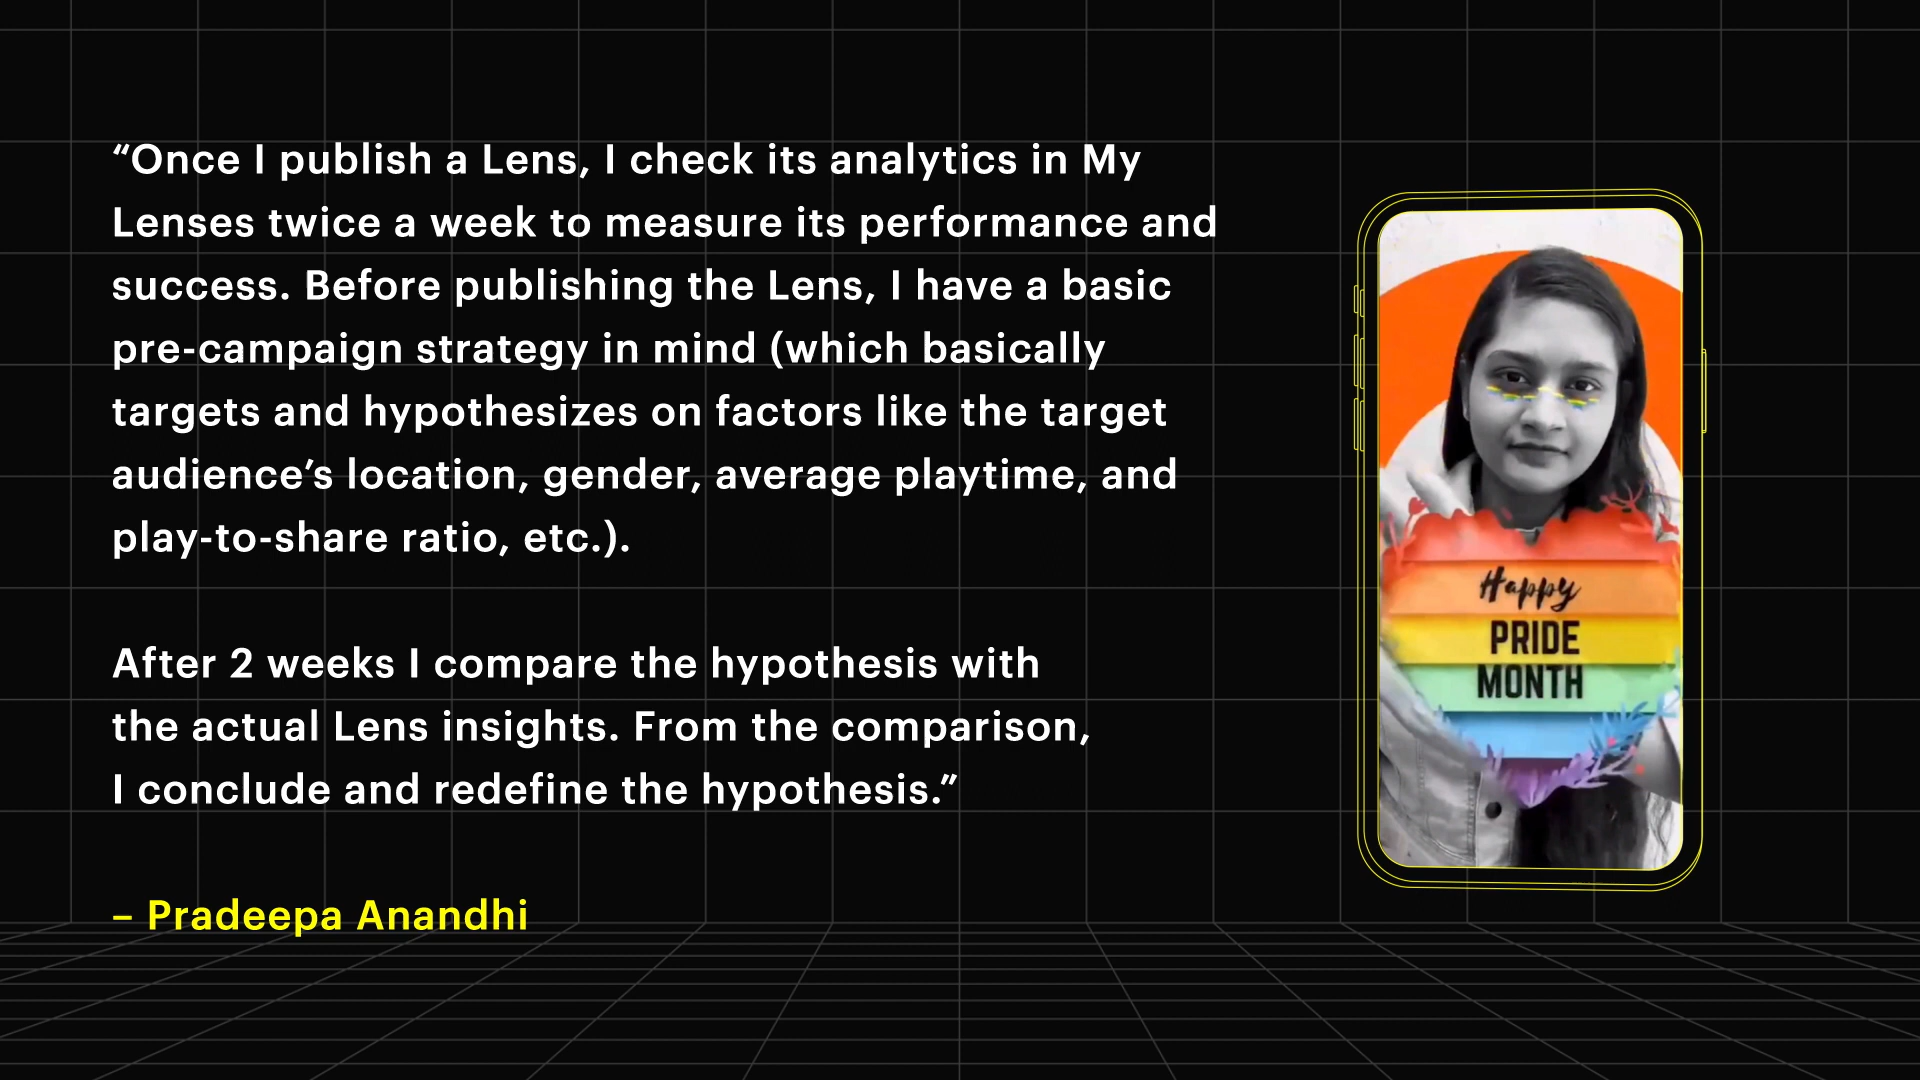 “Once I publish a Lens, I check its analytics in My
Lenses twice a week to measure its performance and
success. Before publishing the Lens, I have a basic
pre-campaign strategy in mind (which basically
targets and hypothesizes on factors like the target
audience’s location, gender, average playtime, and
play-to-share ratio, etc.).
After 2 weeks I compare the hypothesis with
the actual Lens insights. From the comparison,
I conclude and redefine the hypothesis.”
– Pradeepa Anandhi
Happy
PRIDE
MONTH